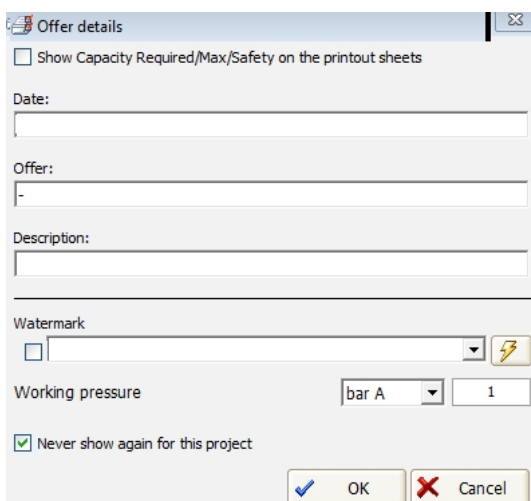 Offer details
Show Capacity Required/Max/Safety on the printout sheets
Date:
Offer:
-
Description:
Watermark
Working pressure bar A 1
Never show again for this project
OK Cancel